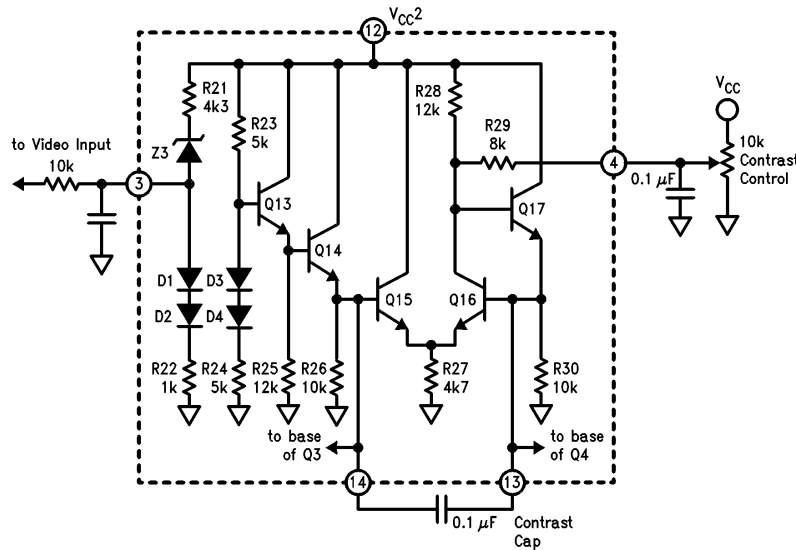 VCC2
12
R21
4k3
R23
5k
R28
12k
VCC
to Video Input
10k
Z3
R29
8k
4
10k
Contrast
Control
0.1 μF
3
Q13
Q17
Q14
D1
D3
Q15
Q16
D2
D4
R22
1k
R24
5k
R25
12k
R26
10k
R27
4k7
R30
10k
to base
of Q3
to base
of Q4
14
13
0.1 μF
Contrast
Cap